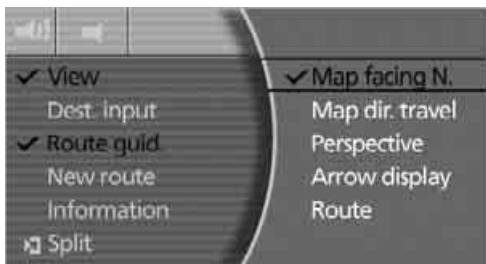 View
Dest. input
Route guid.
New route
Information
Split
Map facing N.
Map dir. travel
Perspective
Arrow display
Route